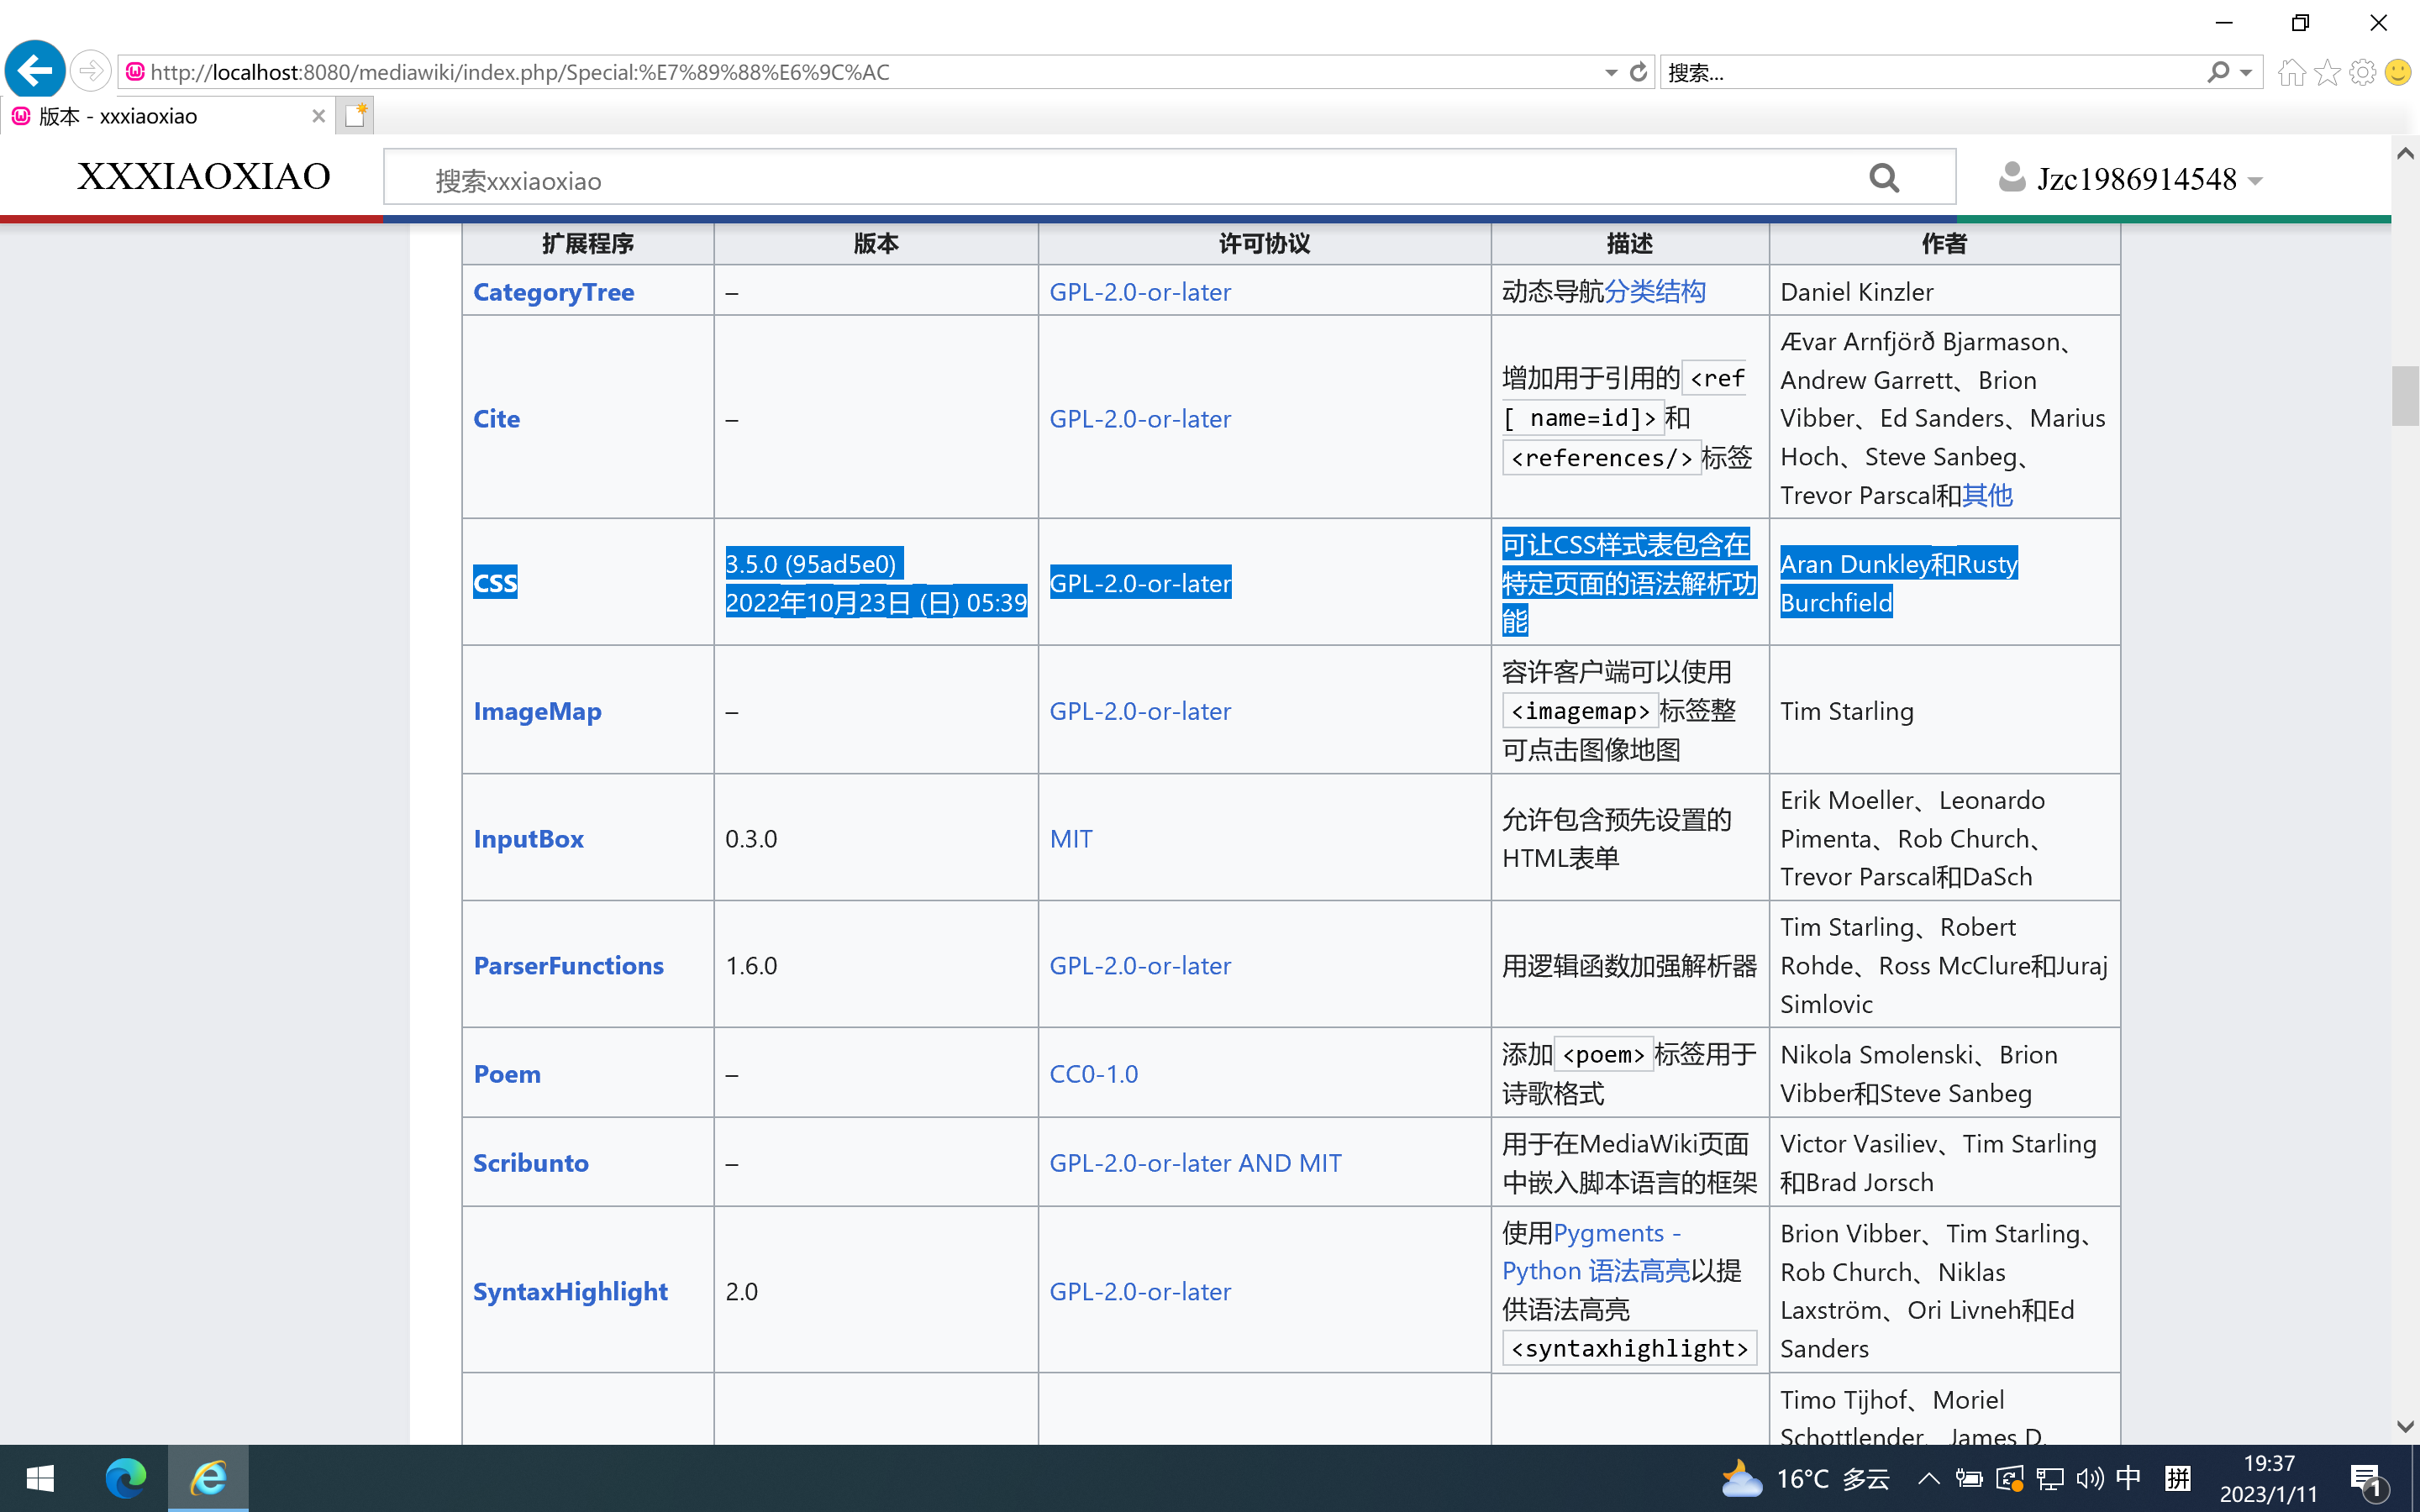 http://localhost:8080/mediawiki/index.php/Special:%E7%89%88%E6%9C%AC
搜索...
版本 - xxxiaoxiao
XXXIAOXIAO
搜索xxxiaoxiao
Jzc1986914548
扩展程序 版本 许可协议 描述 作者
CategoryTree – GPL-2.0-or-later 动态导航分类结构 Daniel Kinzler
Cite – GPL-2.0-or-later
增加用于引用的<ref
[ name=id]>和
<references/>标签
Ævar Arnfjörð Bjarmason、
Andrew Garrett、Brion
Vibber、Ed Sanders、Marius
Hoch、Steve Sanbeg、
Trevor Parscal和其他
CSS
3.5.0 (95ad5e0)
2022年10月23日 (日) 05:39
GPL-2.0-or-later
可让CSS样式表包含在
特定页面的语法解析功
能
Aran Dunkley和Rusty
Burchfield
ImageMap – GPL-2.0-or-later
容许客户端可以使用
<imagemap>标签整
可点击图像地图
Tim Starling
InputBox 0.3.0 MIT
允许包含预先设置的
HTML表单
Erik Moeller、Leonardo
Pimenta、Rob Church、
Trevor Parscal和DaSch
ParserFunctions 1.6.0 GPL-2.0-or-later 用逻辑函数加强解析器
Tim Starling、Robert
Rohde、Ross McClure和Juraj
Simlovic
Poem – CC0-1.0
添加<poem>标签用于
诗歌格式
Nikola Smolenski、Brion
Vibber和Steve Sanbeg
Scribunto – GPL-2.0-or-later AND MIT
用于在MediaWiki页面
中嵌入脚本语言的框架
Victor Vasiliev、Tim Starling
和Brad Jorsch
SyntaxHighlight 2.0 GPL-2.0-or-later
使用Pygments -
Python 语法高亮以提
供语法高亮
<syntaxhighlight>
Brion Vibber、Tim Starling、
Rob Church、Niklas
Laxström、Ori Livneh和Ed
Sanders
Timo Tijhof、Moriel
Schottlender、James D.
16°C 多云
中
拼
19:37
2023/1/11
1